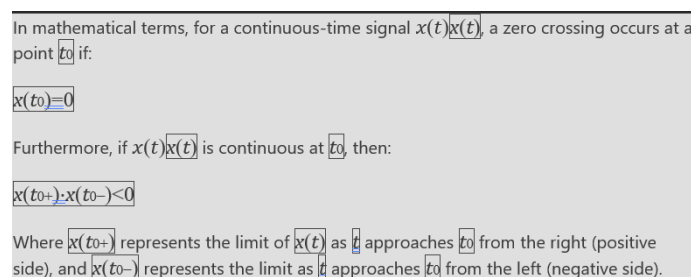 In mathematical terms, for a continuous-time signal x(t)x(t), a zero crossing occurs at a
point t0 if:
x(t0)=0
Furthermore, if x(t)x(t) is continuous at t0, then:
x(t0+)⋅x(t0−)<0
Where x(t0+) represents the limit of x(t) as t approaches t0 from the right (positive
side), and x(t0−) represents the limit as t approaches t0 from the left (negative side).